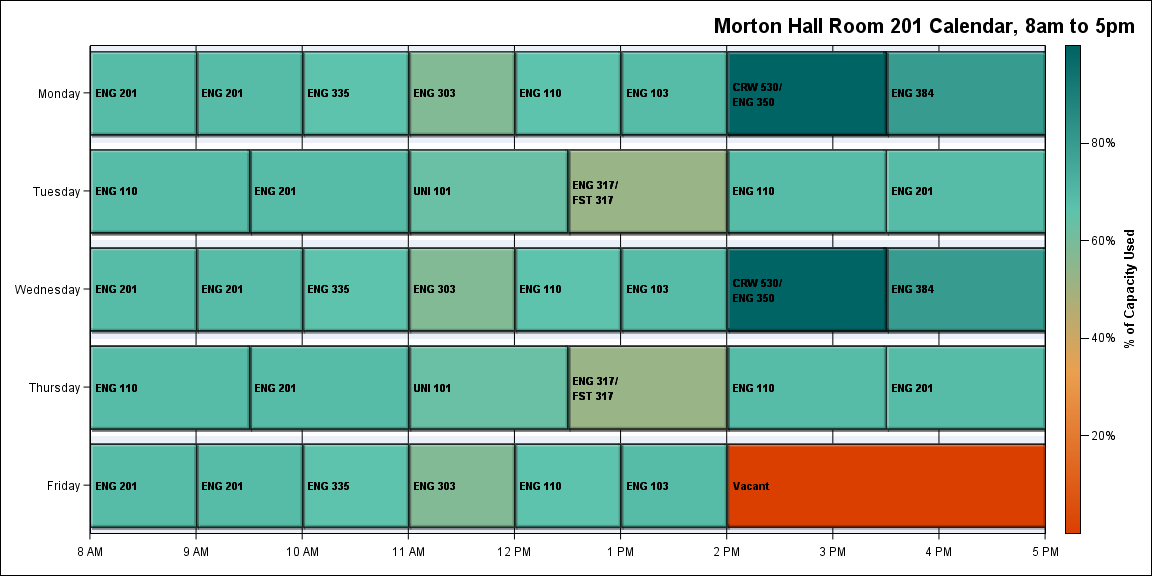 Morton Hall Room 201 Calendar, 8am to 5pm
Monday
ENG 201
ENG 201
ENG 335
ENG 303
ENG 110
ENG 103
CRW 530/
ENG 350
ENG 384
Tuesday
ENG 110
ENG 201
UNI 101
ENG 317/
FST 317
ENG 110
ENG 201
Wednesday
ENG 201
ENG 201
ENG 335
ENG 303
ENG 110
ENG 103
CRW 530/
ENG 350
ENG 384
Thursday
ENG 110
ENG 201
UNI 101
ENG 317/
FST 317
ENG 110
ENG 201
Friday
ENG 201
ENG 201
ENG 335
ENG 303
ENG 110
ENG 103
Vacant
8 AM
9 AM
10 AM
11 AM
12 PM
1 PM
2 PM
3 PM
4 PM
5 PM
80%
60%
40%
20%
% of Capacity Used